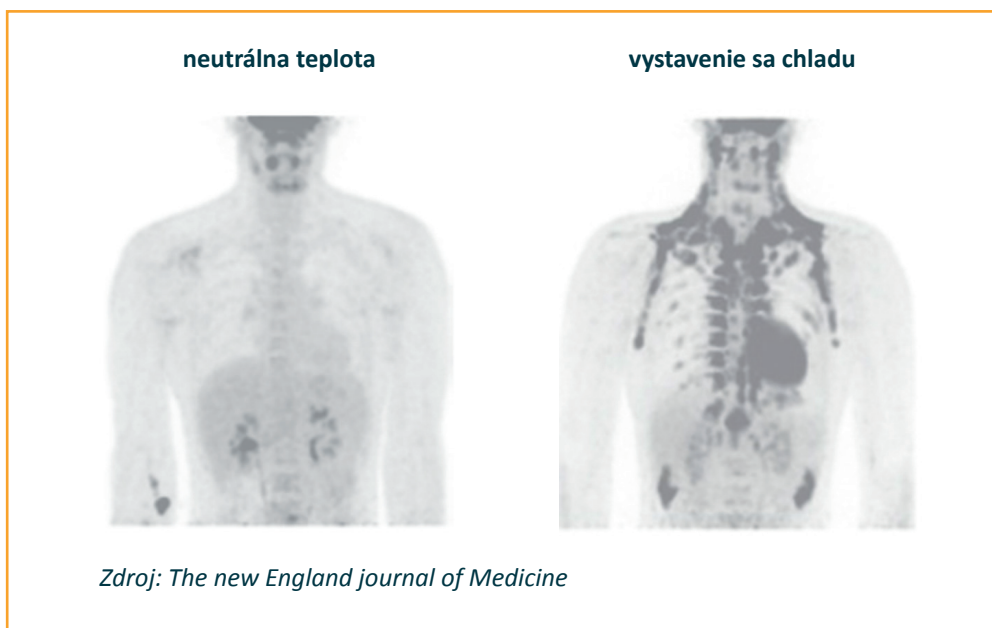 neutrálna teplota
vystavenie sa chladu
Zdroj: The new England journal of Medicine